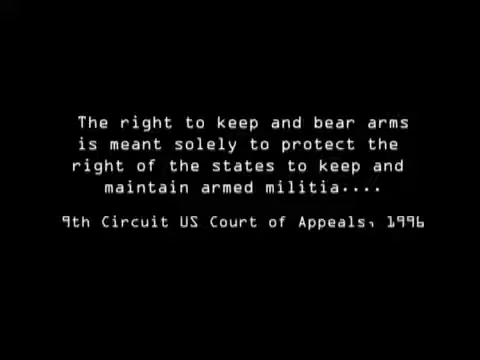 The right to keep and bear arms
is meant solely to protect the
right of the states to keep and
maintain armed militia....
9th Circuit US Court of Appeals, 1996